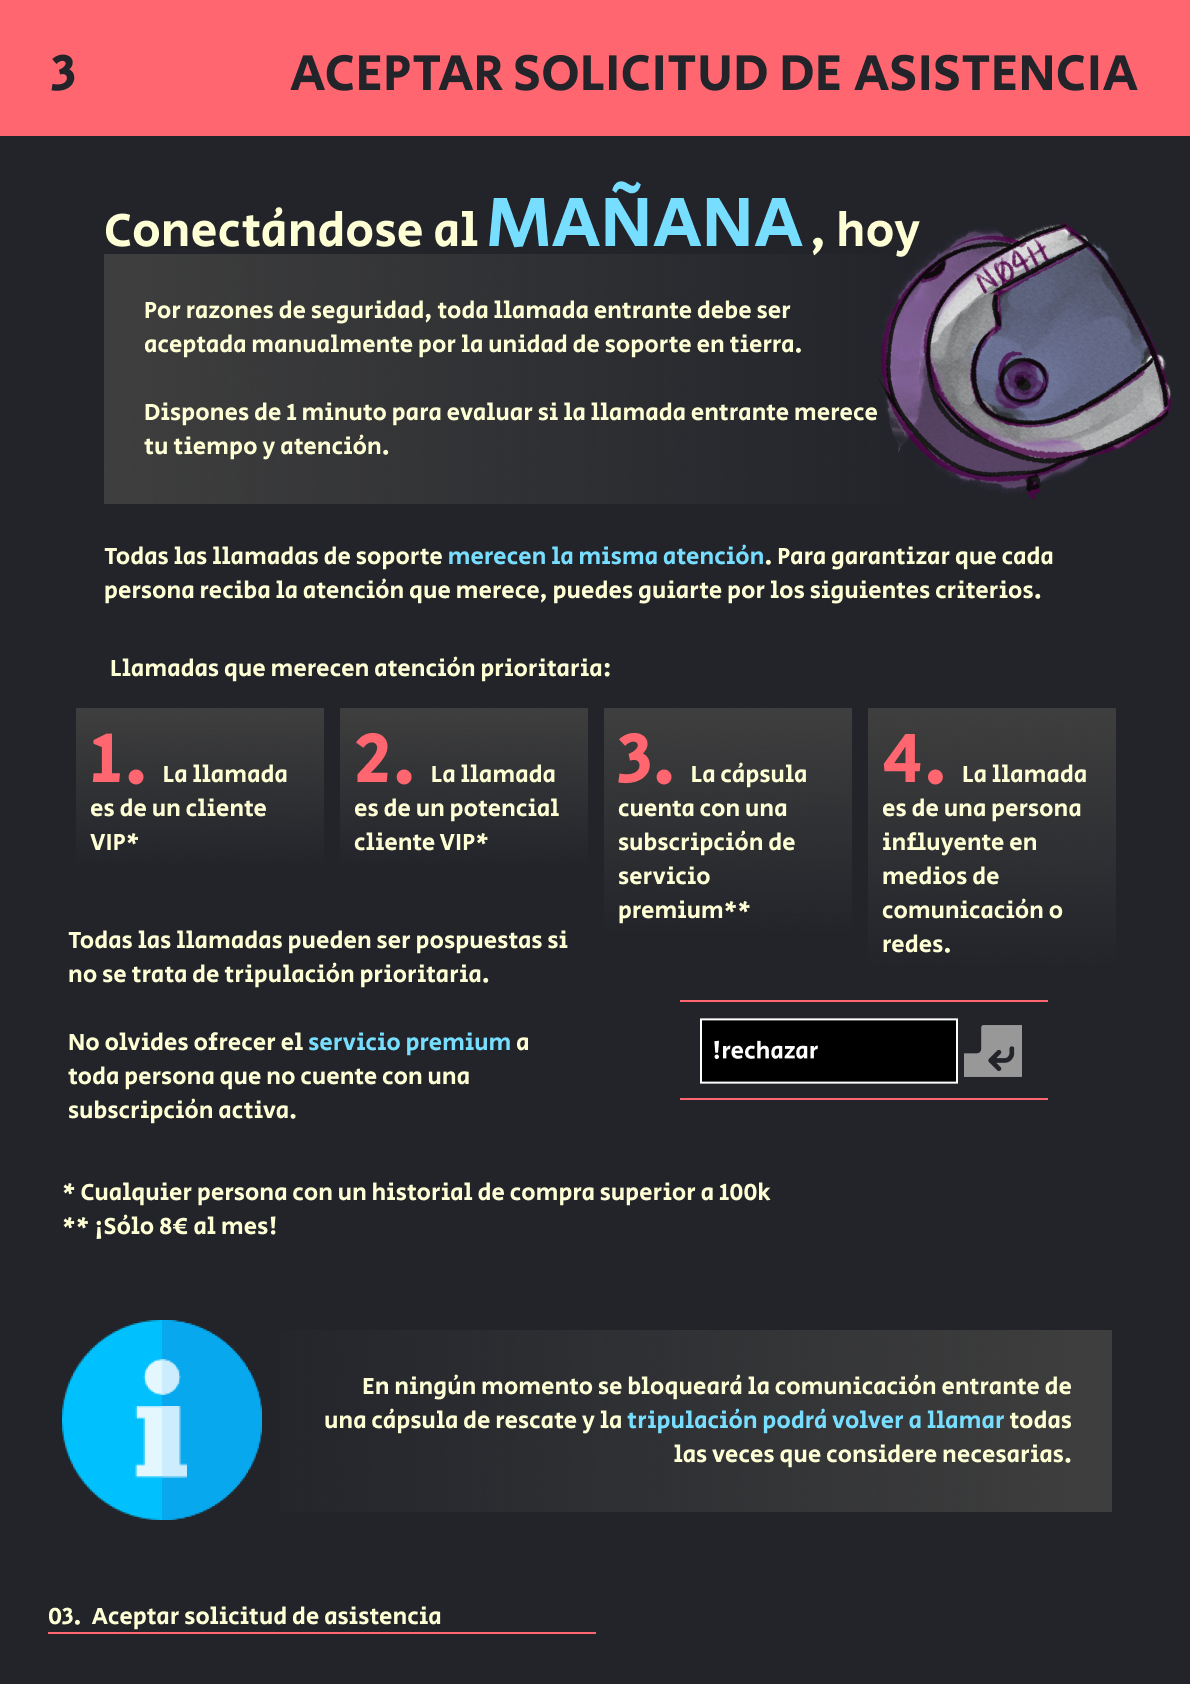 3
ACEPTAR SOLICITUD DE ASISTENCIA
Conectándose al MAÑANA, hoy
NØ4H
Por razones de seguridad, toda llamada entrante debe ser
aceptada manualmente por la unidad de soporte en tierra.
Dispones de 1 minuto para evaluar si la llamada entrante merece
tu tiempo y atención.
Todas las llamadas de soporte merecen la misma atención. Para garantizar que cada
persona reciba la atención que merece, puedes guiarte por los siguientes criterios.
Llamadas que merecen atención prioritaria:
1. La llamada
es de un cliente
VIP*
2. La llamada
es de un potencial
cliente VIP*
3. La cápsula
cuenta con una
subscripción de
servicio
premium**
4. La llamada
es de una persona
influyente en
medios de
comunicación o
redes.
Todas las llamadas pueden ser pospuestas si
no se trata de tripulación prioritaria.
No olvides ofrecer el servicio premium a
toda persona que no cuente con una
subscripción activa.
!rechazar
* Cualquier persona con un historial de compra superior a 100k
** ¡Sólo 8€ al mes!
En ningún momento se bloqueará la comunicación entrante de
una cápsula de rescate y la tripulación podrá volver a llamar todas
las veces que considere necesarias.
03. Aceptar solicitud de asistencia